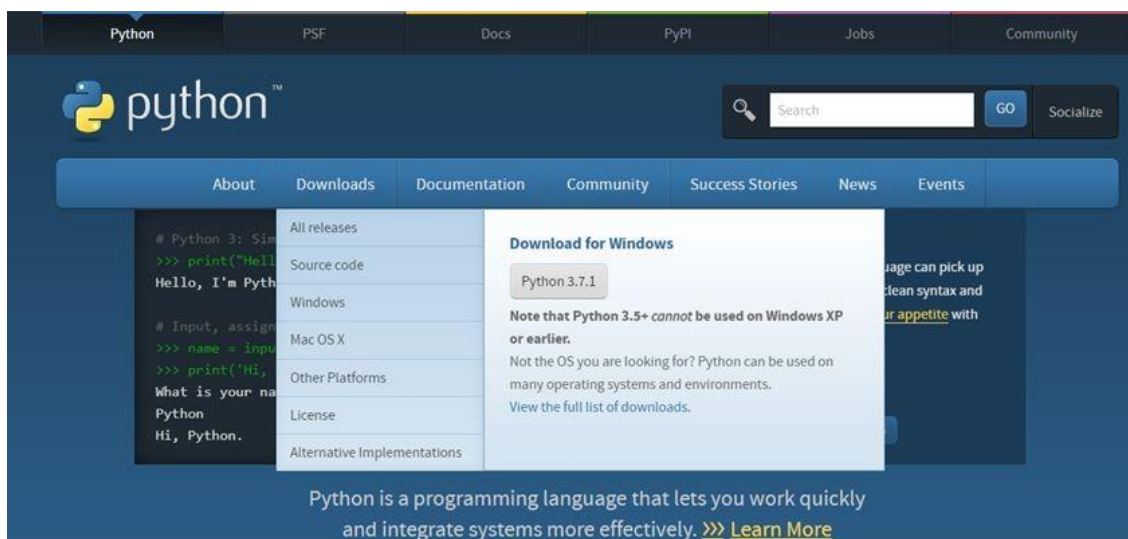 Python PSF Docs PyPI Jobs Community
python™
Search GO Socialize
About Downloads Documentation Community Success Stories News Events
# Python 3: Sim
>>> print("Hell
Hello, I'm Pyth
# Input, assign
>>> name = inpu
>>> print('Hi,
What is your na
Python
Hi, Python.
All releases
Source code
Windows
Mac OS X
Other Platforms
License
Alternative Implementations
Download for Windows
Python 3.7.1
Note that Python 3.5+ cannot be used on Windows XP
or earlier.
Not the OS you are looking for? Python can be used on
many operating systems and environments.
View the full list of downloads.
uage can pick up
clean syntax and
ur appetite with
Python is a programming language that lets you work quickly
and integrate systems more effectively. >>> Learn More